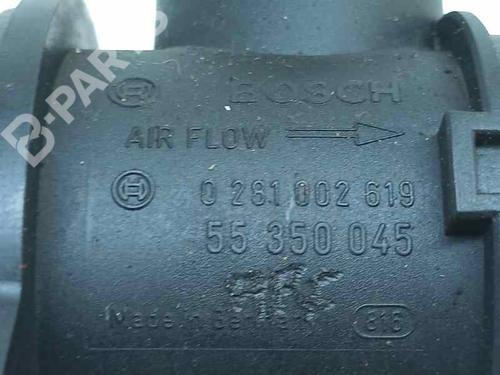 B-PARTS
BOSCH
AIR FLOW
0 281 002 619
55 350 045
Made in Germany 816